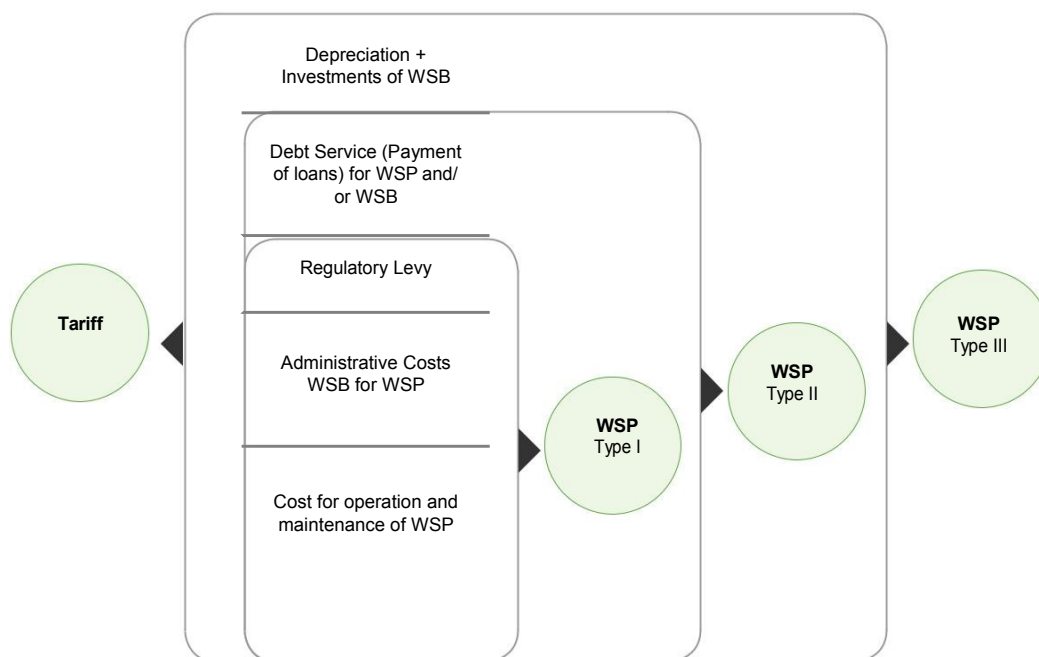 Depreciation +
Investments of WSB
Debt Service (Payment
of loans) for WSP and/
or WSB
Regulatory Levy
Administrative Costs
WSB for WSP
Cost for operation and
maintenance of WSP
Tariff
WSP
Type I
WSP
Type II
WSP
Type III